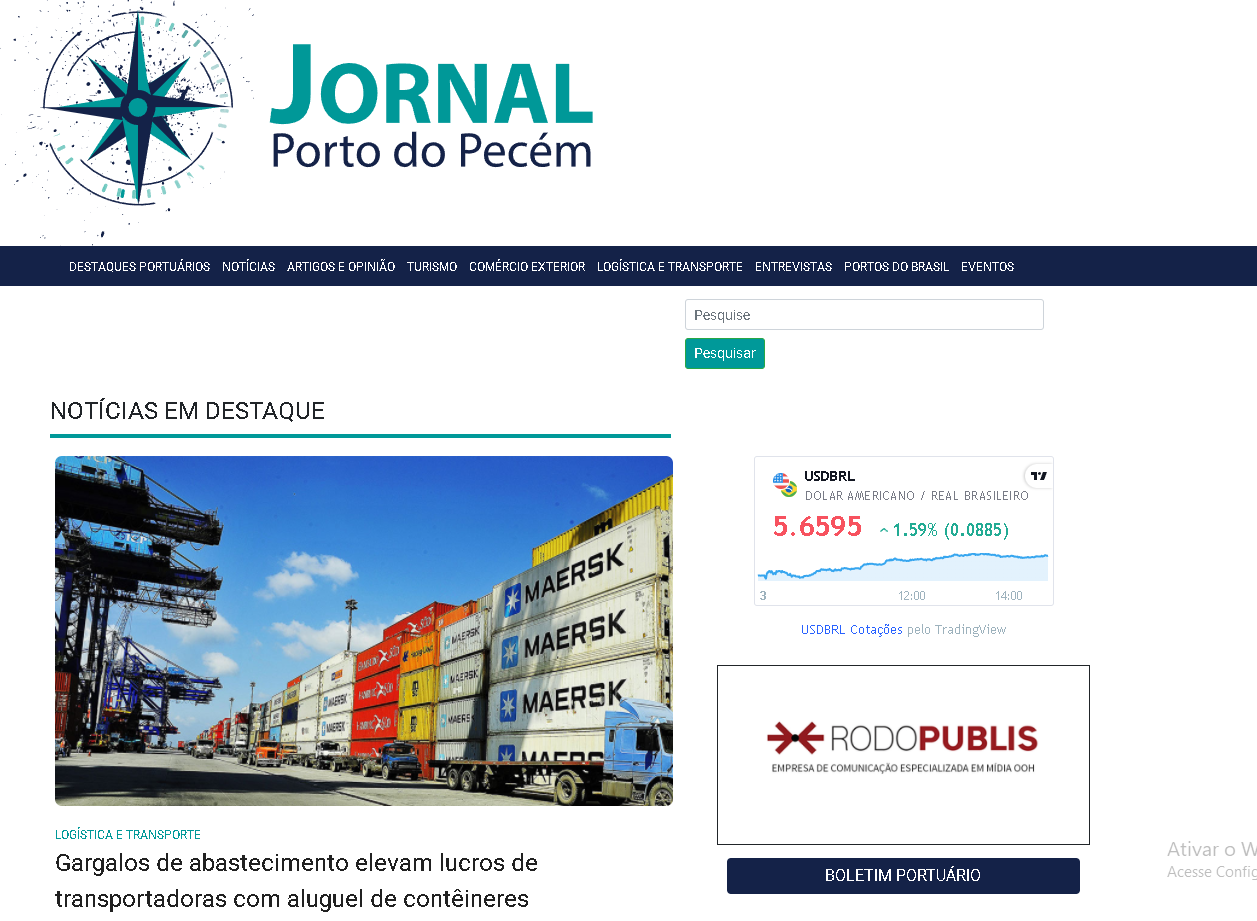 JORNAL
Porto do Pecém
DESTAQUES PORTUÁRIOS NOTÍCIAS ARTIGOS E OPINIÃO TURISMO COMÉRCIO EXTERIOR LOGÍSTICA E TRANSPORTE ENTREVISTAS PORTOS DO BRASIL EVENTOS
Pesquise
Pesquisar
NOTÍCIAS EM DESTAQUE
MAERSK
MAERSK
MAERSK
MAERSK
MAERSK
MAERSK
USDBRL
DOLAR AMERICANO / REAL BRASILEIRO
5.6595 1.59% (0.0885)
3 12:00 14:00
USDBRL Cotações pelo TradingView
RODOPUBLIS
EMPRESA DE COMUNICAÇÃO ESPECIALIZADA EM MÍDIA OOH
LOGÍSTICA E TRANSPORTE
Gargalos de abastecimento elevam lucros de
transportadoras com aluguel de contêineres
BOLETIM PORTUÁRIO
Ativar o W
Acesse Config